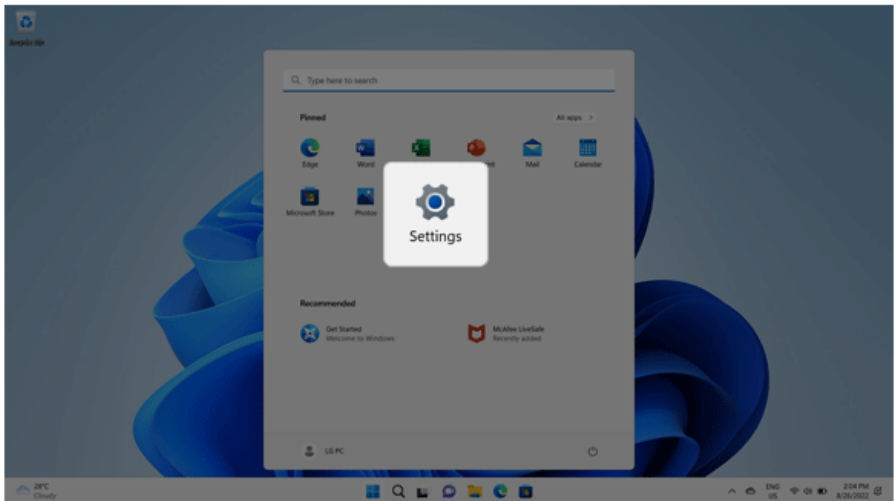 Recycle Bin
Type here to search
Pinned
All apps >
Edge
Word
Mail
Calendar
Microsoft Store
Photos
Settings
Recommended
Get Started
Welcome to Windows
McAfee LiveSafe
Recently added
LG PC
28°C
Cloudy
ENG
US
2:04 PM
8/26/2022